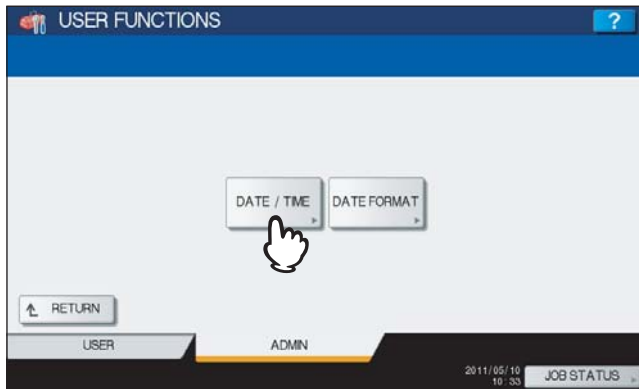 USER FUNCTIONS
?
DATE / TIME
DATE FORMAT
RETURN
USER
ADMIN
2011/05/10
10:33
JOB STATUS